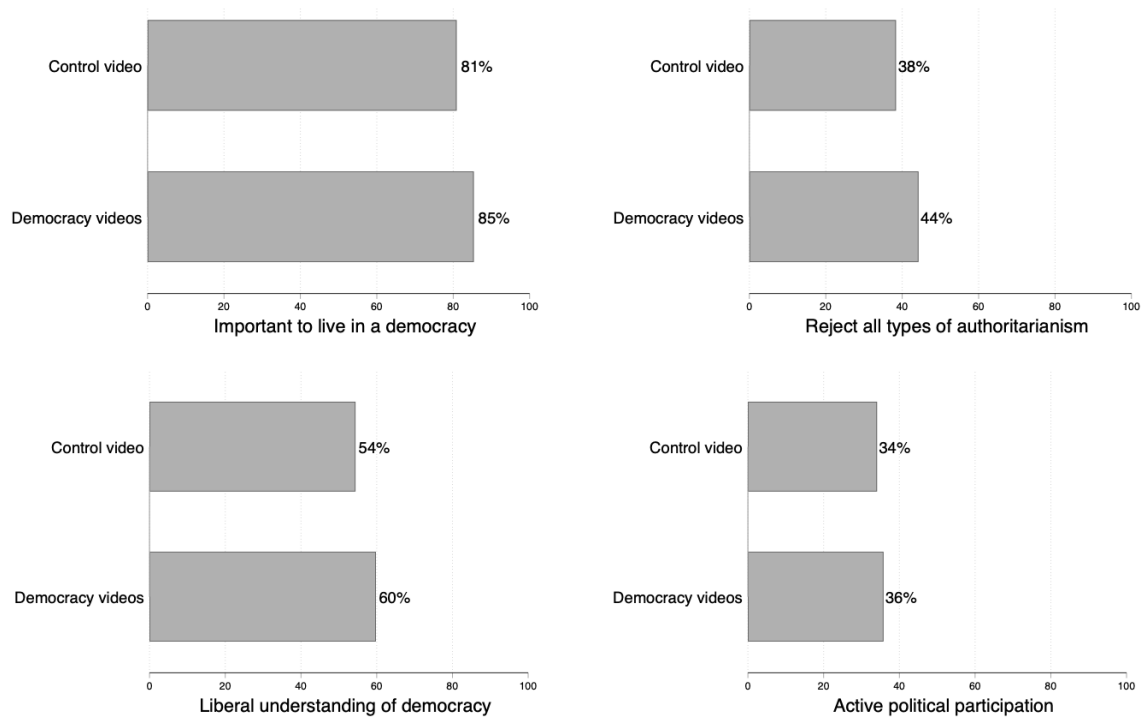 Control video
81%
Democracy videos
85%
0 20 40 60 80 100
Important to live in a democracy
Control video
38%
Democracy videos
44%
0 20 40 60 80 100
Reject all types of authoritarianism
Control video
54%
Democracy videos
60%
0 20 40 60 80 100
Liberal understanding of democracy
Control video
34%
Democracy videos
36%
0 20 40 60 80 100
Active political participation